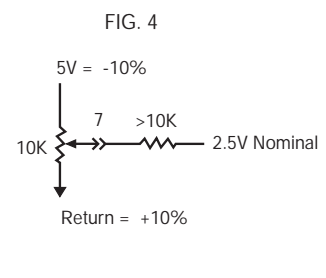 FIG. 4
5V = -10%
7 >10K
10K 2.5V Nominal
Return = +10%